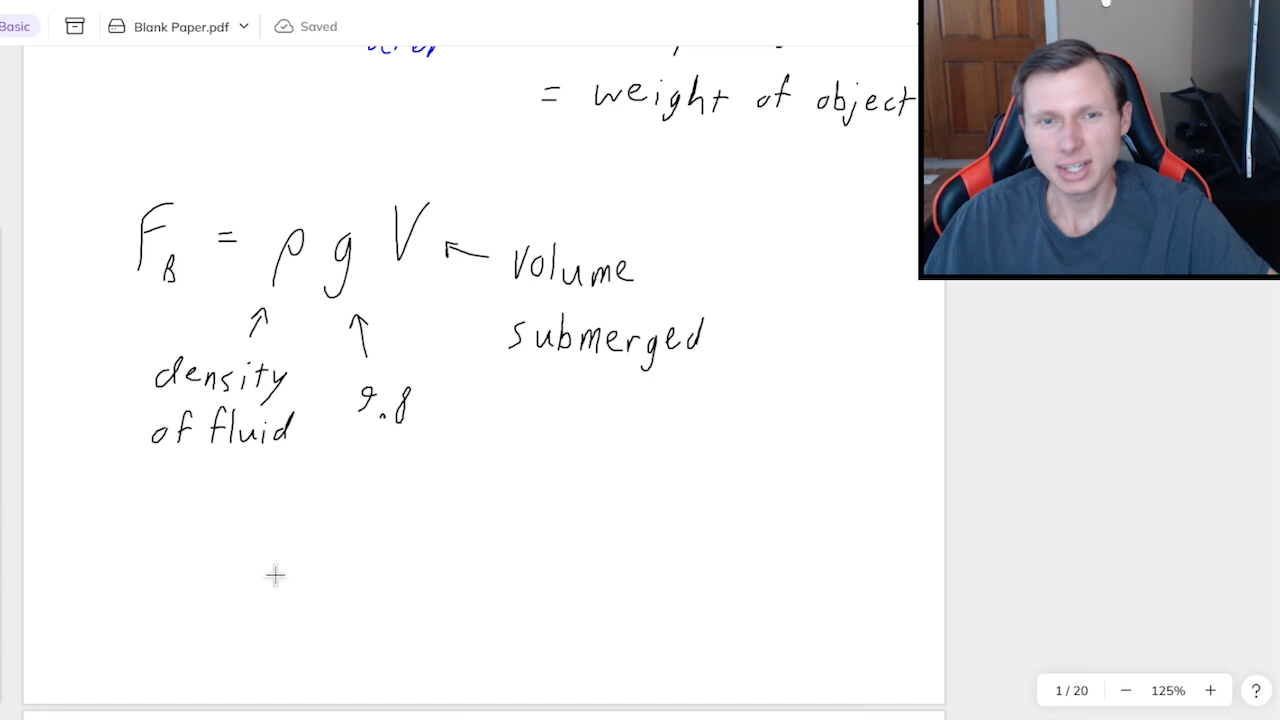 Basic
Blank Paper.pdf
Saved
= weight of object
F_B = ρ g V ← volume
submerged
density
of fluid
9.8
1 / 20
125%
?